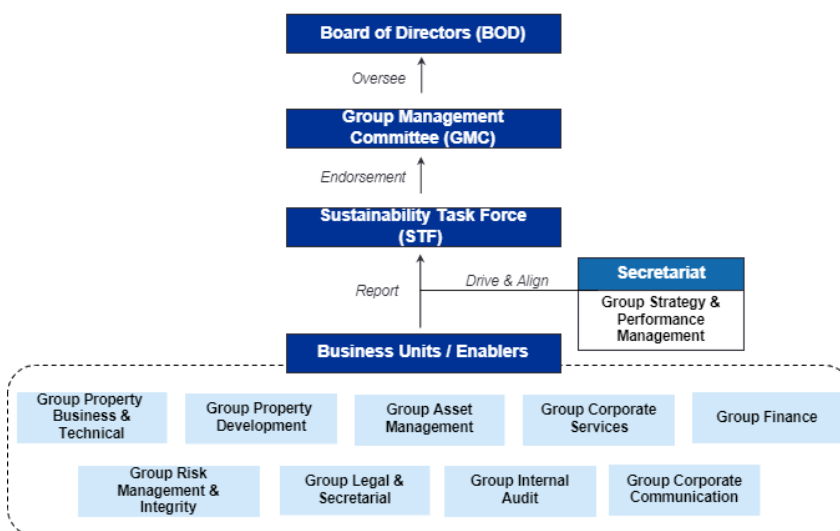 Board of Directors (BOD)
Oversee
Group Management
Committee (GMC)
Endorsement
Sustainability Task Force
(STF)
Report
Drive & Align
Secretariat
Group Strategy &
Performance
Management
Business Units / Enablers
Group Property
Business &
Technical
Group Property
Development
Group Asset
Management
Group Corporate
Services
Group Finance
Group Risk
Management &
Integrity
Group Legal &
Secretarial
Group Internal
Audit
Group Corporate
Communication